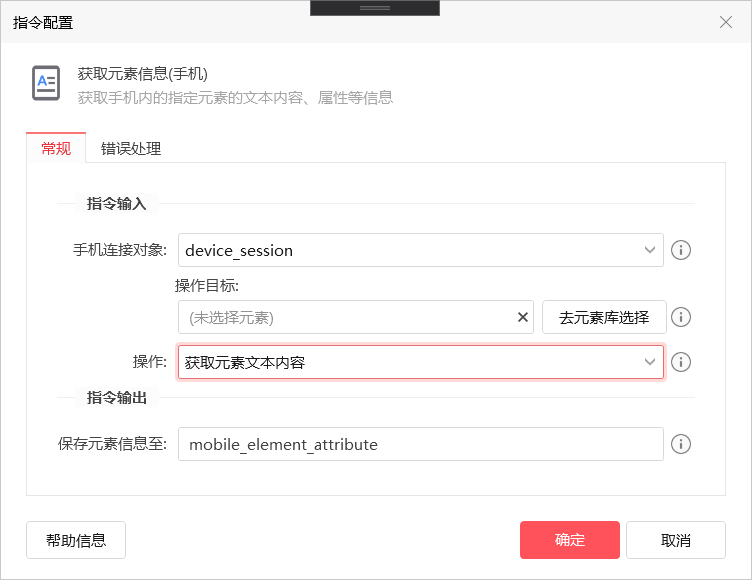 指令配置
获取元素信息(手机)
获取手机内的指定元素的文本内容、属性等信息
常规 错误处理
指令输入
手机连接对象: device_session
操作目标:
(未选择元素) 去元素库选择
操作: 获取元素文本内容
指令输出
保存元素信息至: mobile_element_attribute
帮助信息 确定 取消